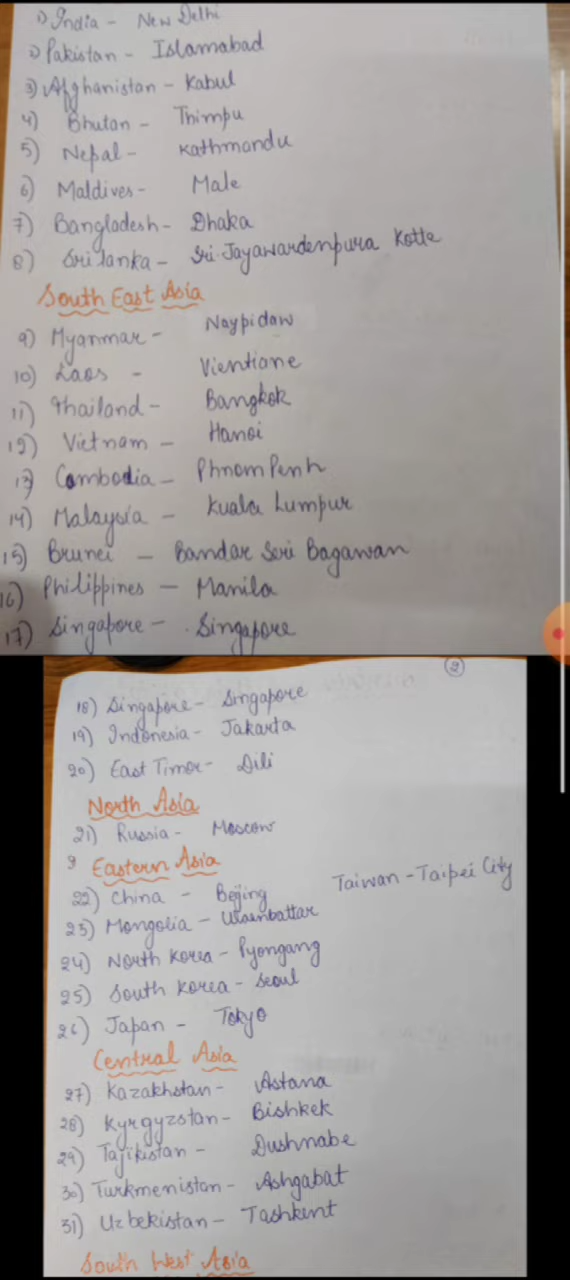 1) India - New Delhi
2) Pakistan - Islamabad
3) Afghanistan - Kabul
4) Bhutan - Thimpu
5) Nepal - Kathmandu
6) Maldives - Male
7) Bangladesh - Dhaka
8) Sri lanka - Sri Jayawardenpura Kotte
South East Asia
9) Myanmar - Naypidaw
10) Laos - Vientiane
11) Thailand - Bangkok
12) Vietnam - Hanoi
13) Cambodia - Phnom Penh
14) Malaysia - Kuala Lumpur
15) Brunei - Bandar Seri Bagawan
16) Philippines - Manila
17) Singapore - Singapore
(2)
18) Singapore - Singapore
19) Indonesia - Jakarta
20) East Timor - Dili
North Asia
21) Russia - Moscow
Eastern Asia
22) China - Beijing Taiwan - Taipei City
23) Mongolia - Ulaenbattar
24) North Korea - Pyongang
25) South Korea - Seoul
26) Japan - Tokyo
Central Asia
27) Kazakhstan - Astana
28) Kyrgyzstan - Bishkek
29) Tajikistan - Dushnabe
30) Turkmenistan - Ashgabat
31) Uzbekistan - Tashkent
South West Asia